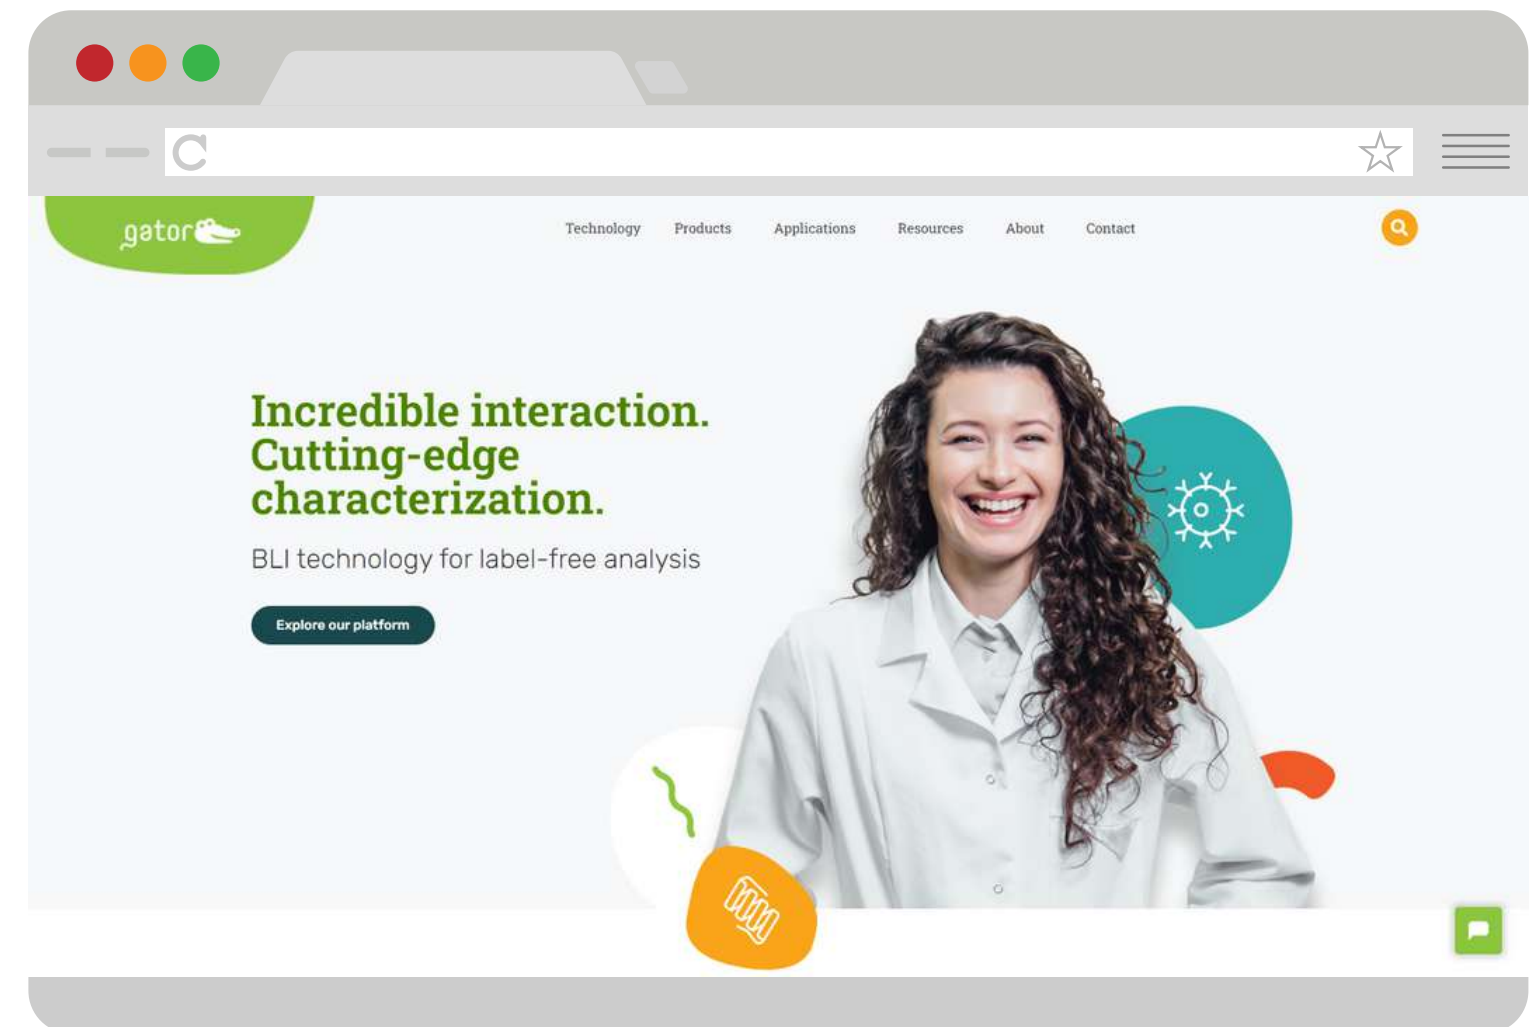 gator
Technology Products Applications Resources About Contact
Incredible interaction.
Cutting-edge
characterization.
BLI technology for label-free analysis
Explore our platform